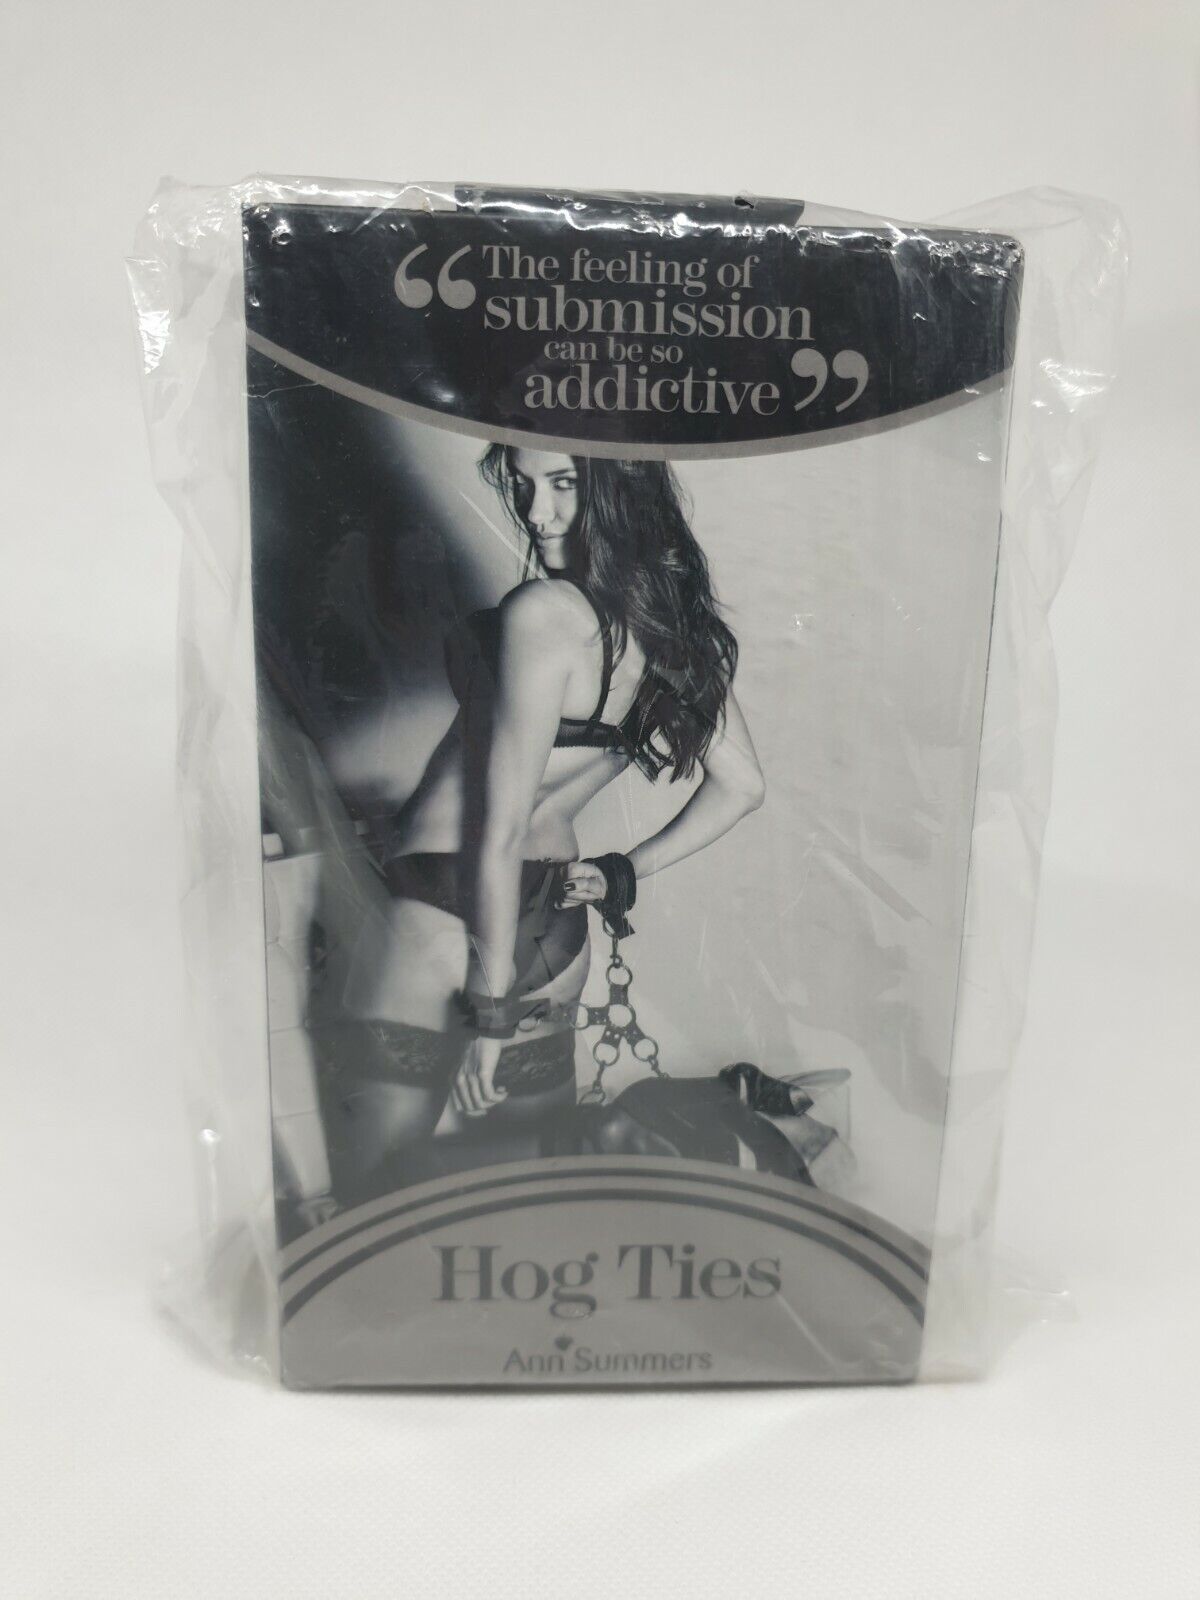 “The feeling of
submission
can be so
addictive”
Hog Ties
Ann Summers